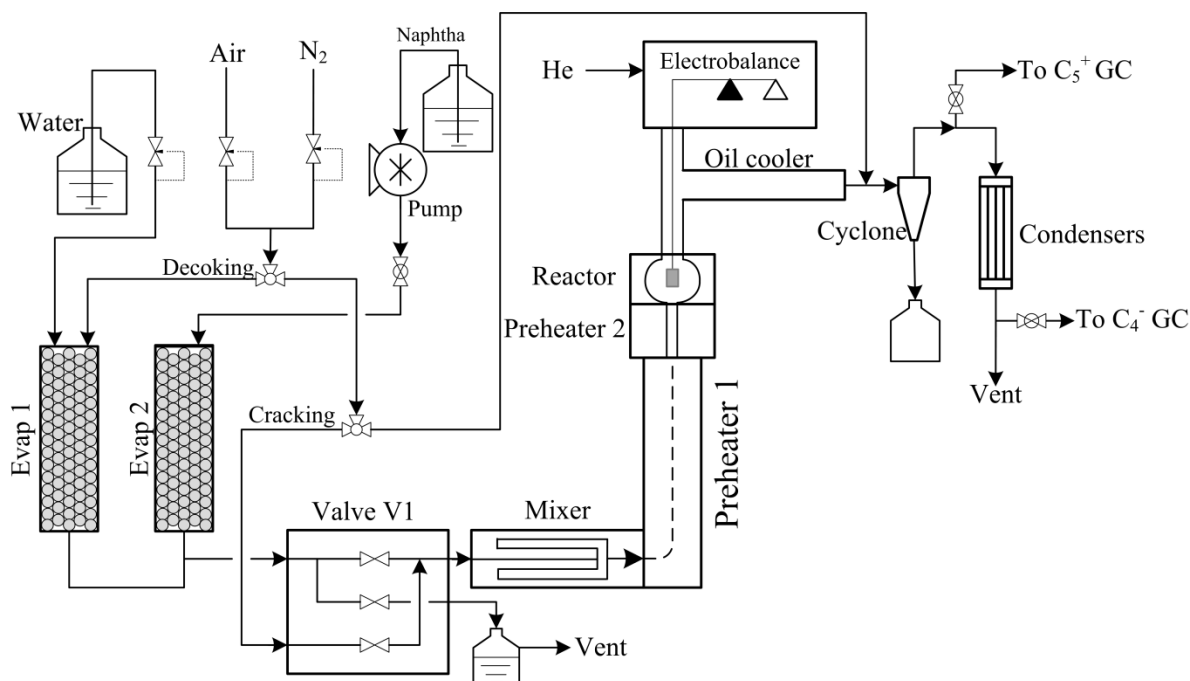 Naphtha
Air
N2
Water
He
Electrobalance
To C5+ GC
Oil cooler
Pump
Cyclone
Condensers
Decoking
Reactor
Preheater 2
To C4- GC
Vent
Evap 1
Evap 2
Cracking
Preheater 1
Valve V1
Mixer
Vent